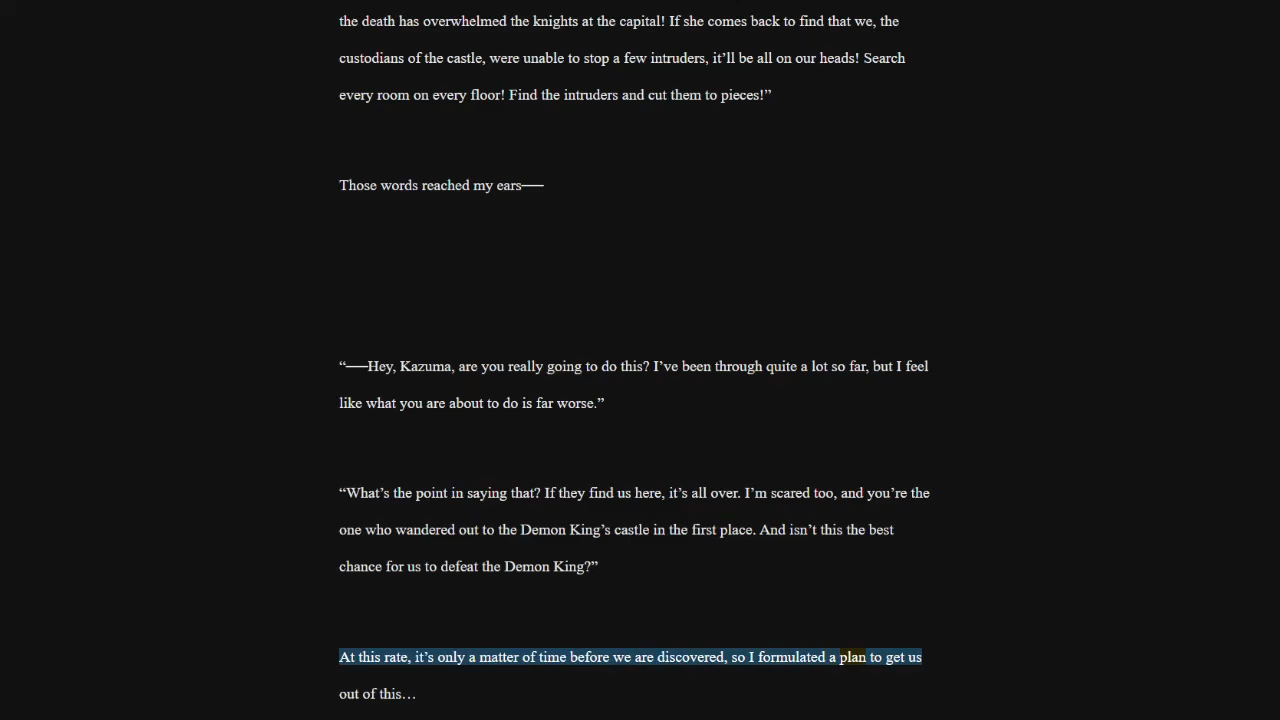 the death has overwhelmed the knights at the capital! If she comes back to find that we, the
custodians of the castle, were unable to stop a few intruders, it’ll be all on our heads! Search
every room on every floor! Find the intruders and cut them to pieces!”
Those words reached my ears──
“──Hey, Kazuma, are you really going to do this? I’ve been through quite a lot so far, but I feel
like what you are about to do is far worse.”
“What’s the point in saying that? If they find us here, it’s all over. I’m scared too, and you’re the
one who wandered out to the Demon King’s castle in the first place. And isn’t this the best
chance for us to defeat the Demon King?”
At this rate, it’s only a matter of time before we are discovered, so I formulated a plan to get us
out of this…